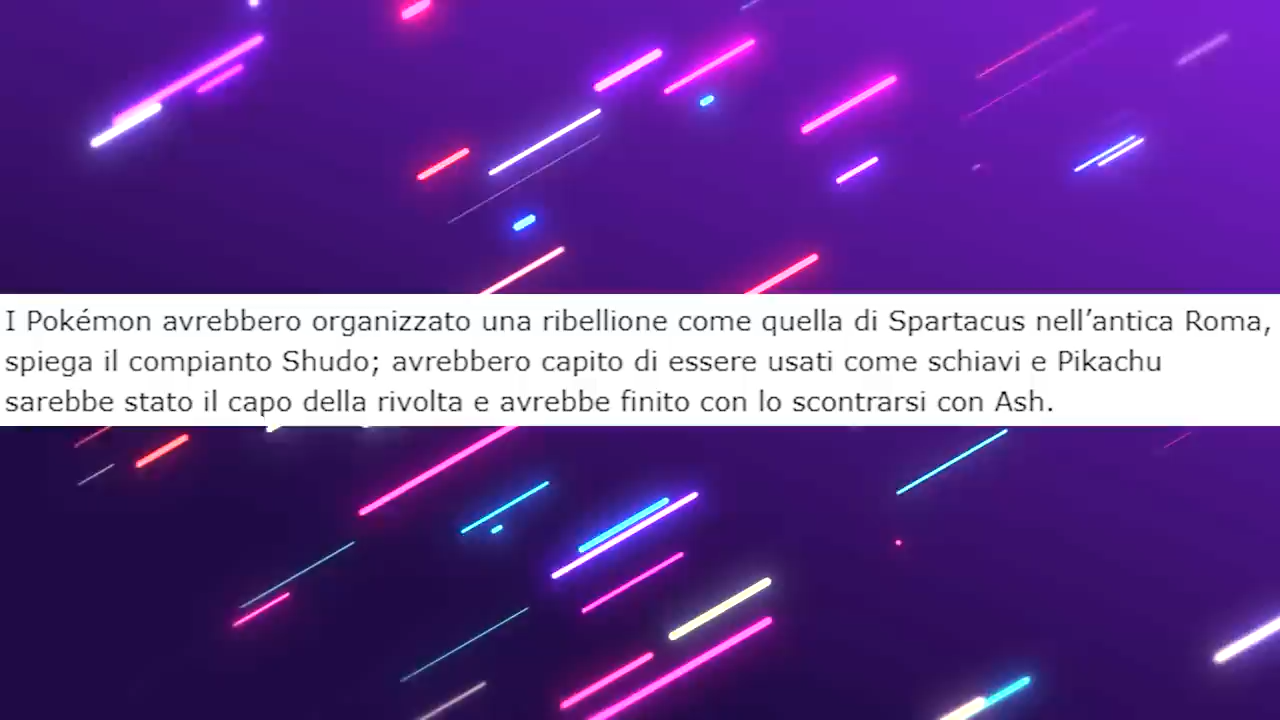 I Pokémon avrebbero organizzato una ribellione come quella di Spartacus nell’antica Roma,
spiega il compianto Shudo; avrebbero capito di essere usati come schiavi e Pikachu
sarebbe stato il capo della rivolta e avrebbe finito con lo scontrarsi con Ash.